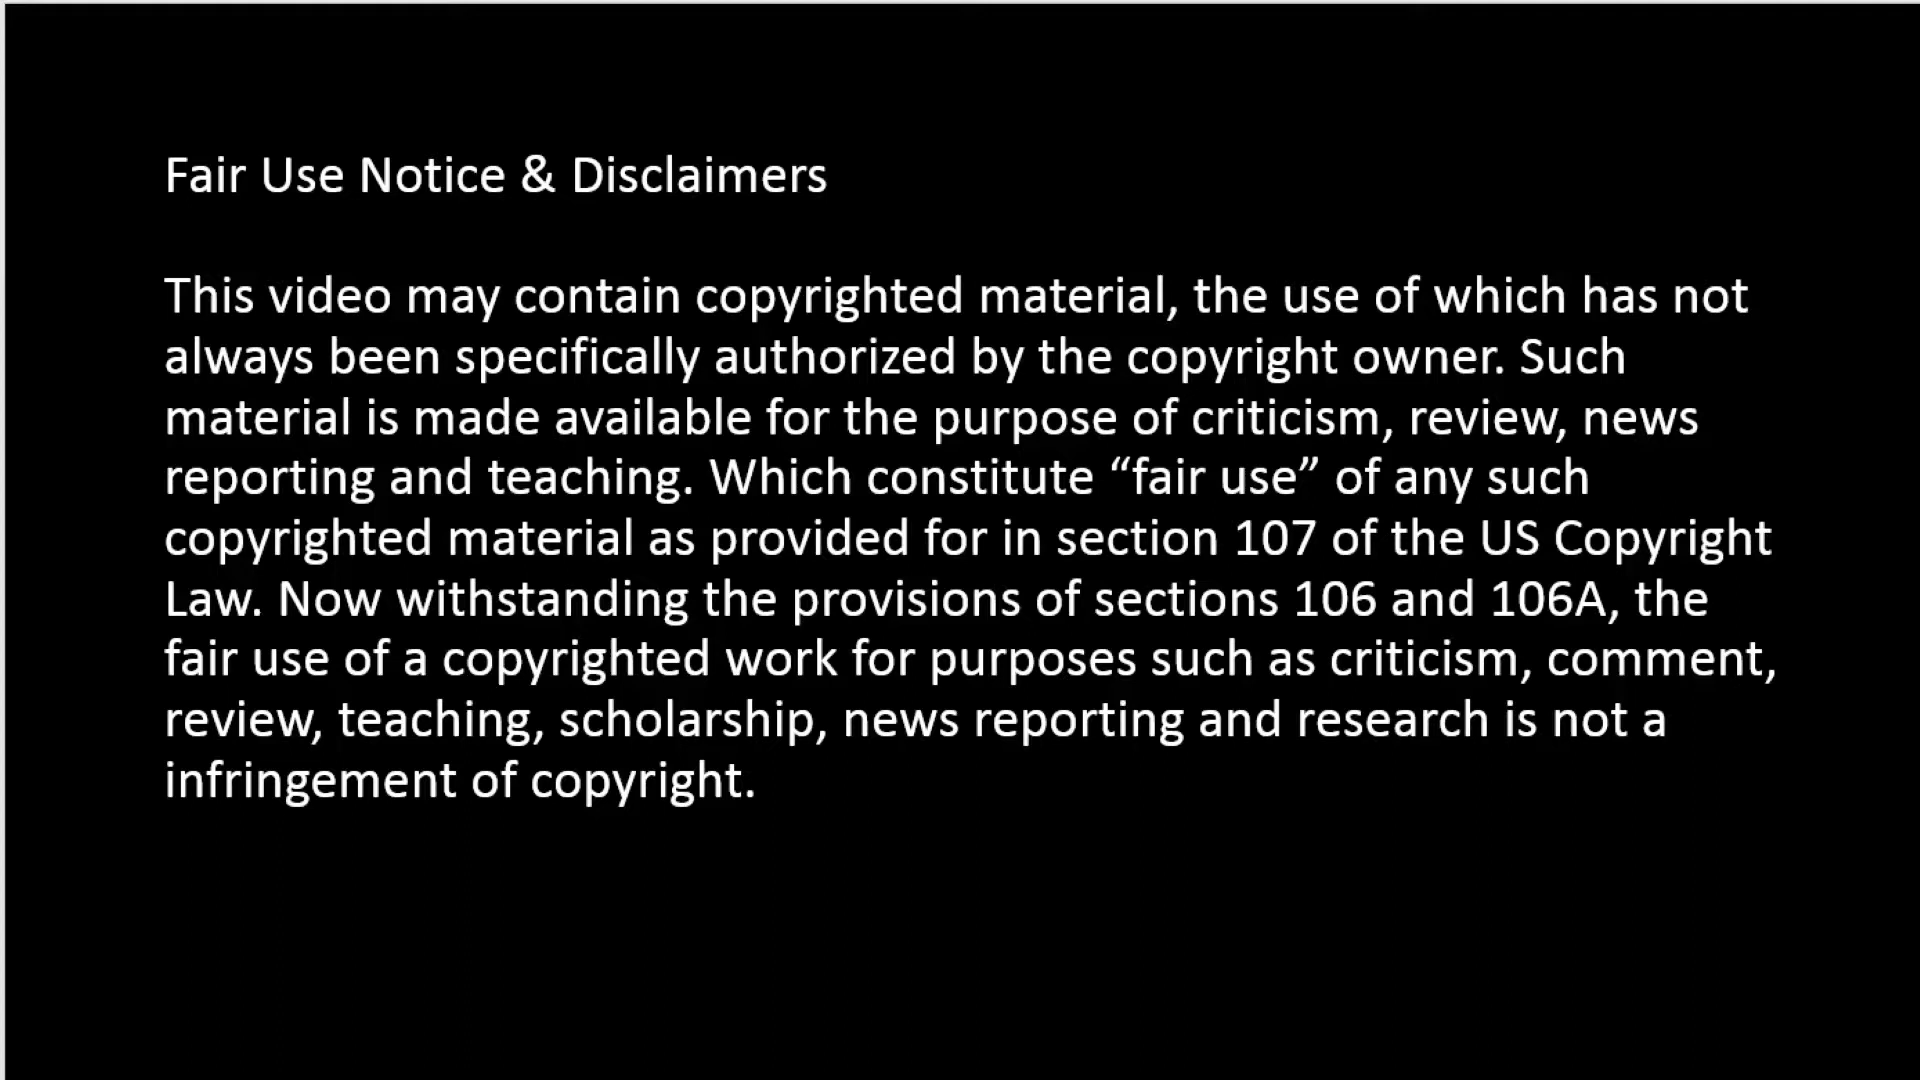 Fair Use Notice & Disclaimers
This video may contain copyrighted material, the use of which has not
always been specifically authorized by the copyright owner. Such
material is made available for the purpose of criticism, review, news
reporting and teaching. Which constitute “fair use” of any such
copyrighted material as provided for in section 107 of the US Copyright
Law. Now withstanding the provisions of sections 106 and 106A, the
fair use of a copyrighted work for purposes such as criticism, comment,
review, teaching, scholarship, news reporting and research is not a
infringement of copyright.